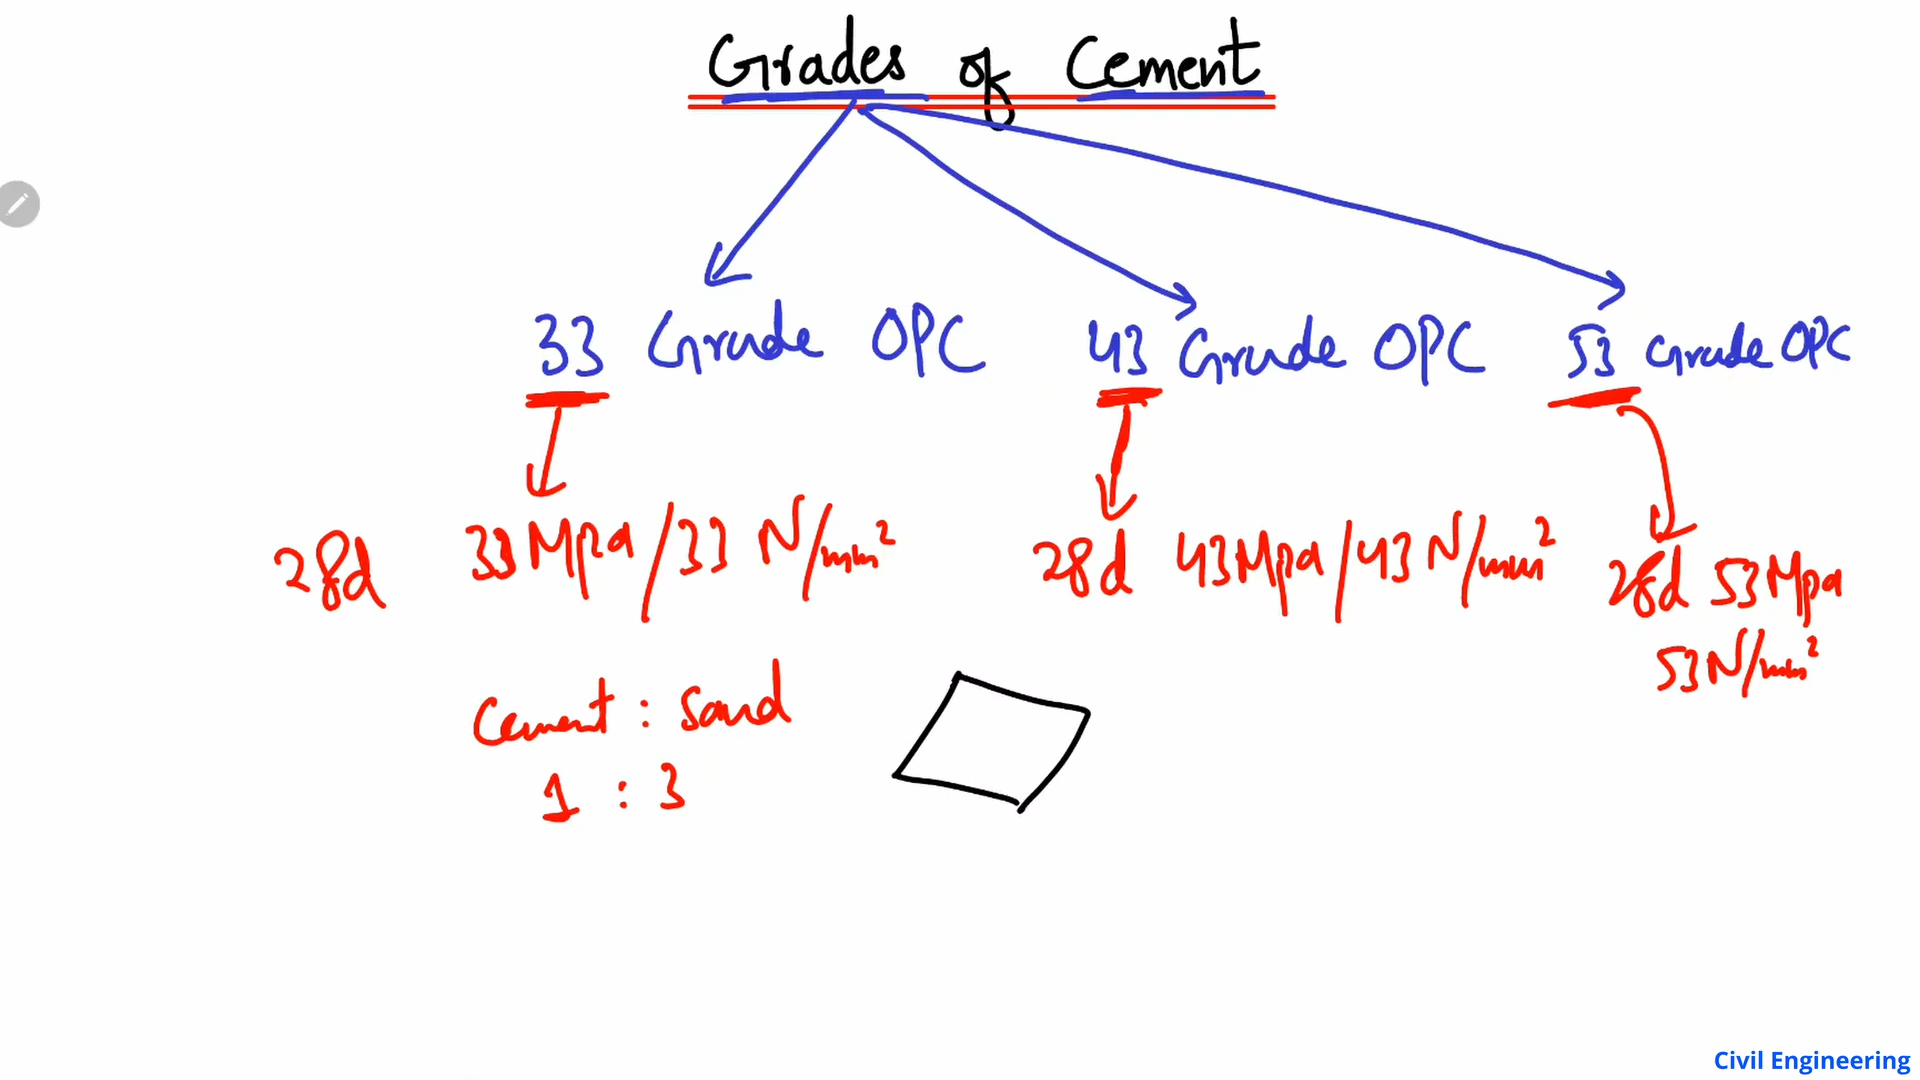 Grades of Cement
33 Grade OPC 43 Grade OPC 53 Grade OPC
28d 33 Mpa / 33 N/mm² 28d 43 Mpa / 43 N/mm² 28d 53 Mpa
53 N/mm²
Cement : Sand
1 : 3
Civil Engineering